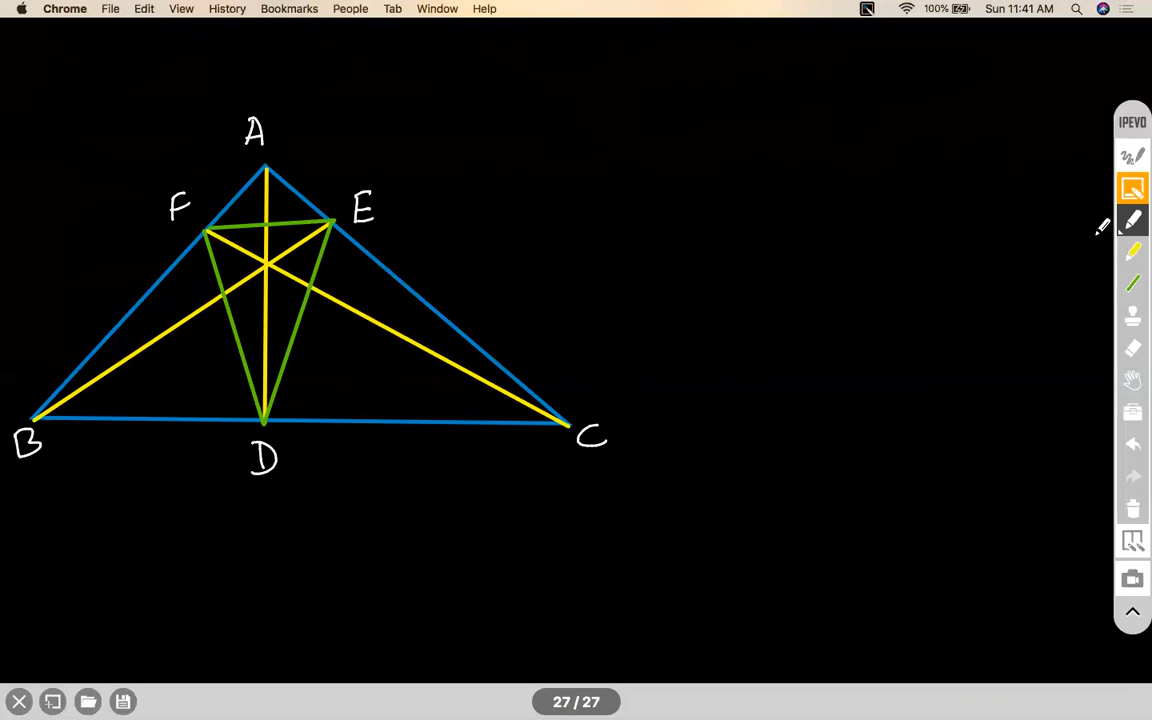 Chrome File Edit View History Bookmarks People Tab Window Help 100% Sun 11:41 AM
IPEVO
A
F E
B D C
27 / 27